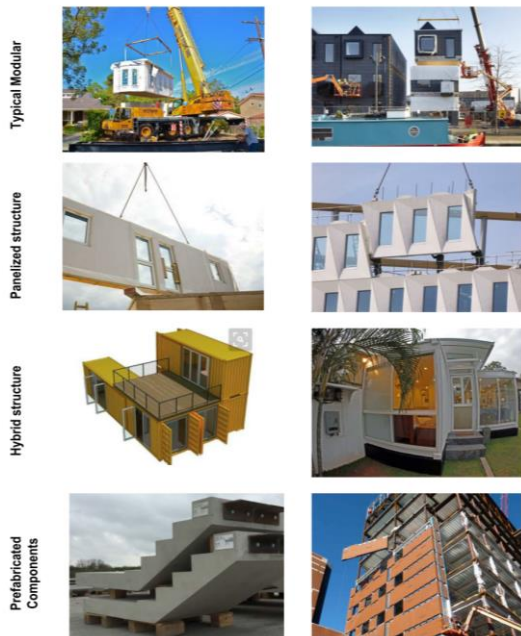 Typical Modular
Panelized structure
Hybrid structure
Prefabricated
Components